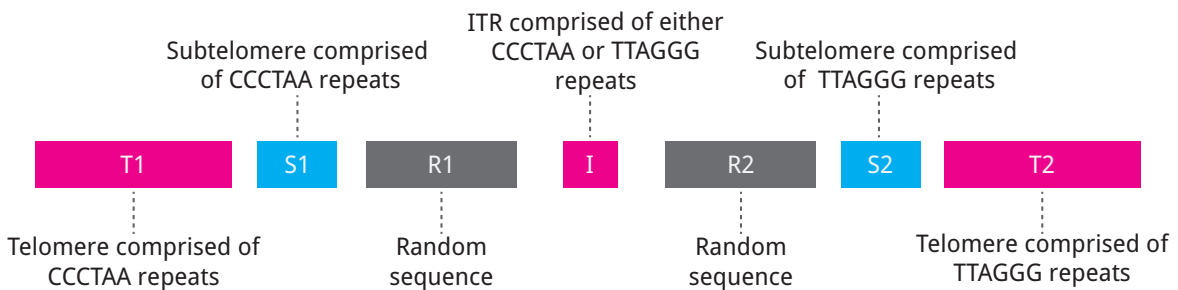 ITR comprised of either
CCCTAA or TTAGGG
repeats
Subtelomere comprised
of CCCTAA repeats
Subtelomere comprised
of TTAGGG repeats
T1
S1
R1
I
R2
S2
T2
Telomere comprised of
CCCTAA repeats
Random
sequence
Random
sequence
Telomere comprised of
TTAGGG repeats